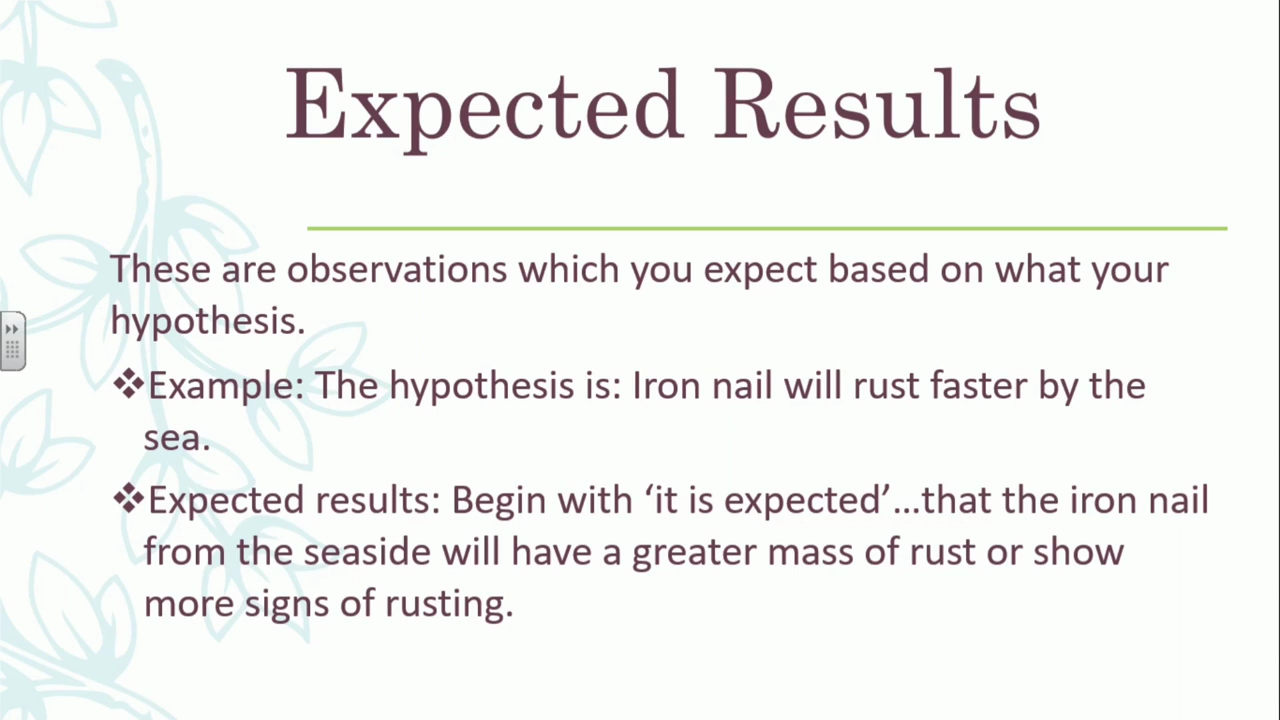 Expected Results
These are observations which you expect based on what your
hypothesis.
❖Example: The hypothesis is: Iron nail will rust faster by the
sea.
❖Expected results: Begin with ‘it is expected’...that the iron nail
from the seaside will have a greater mass of rust or show
more signs of rusting.